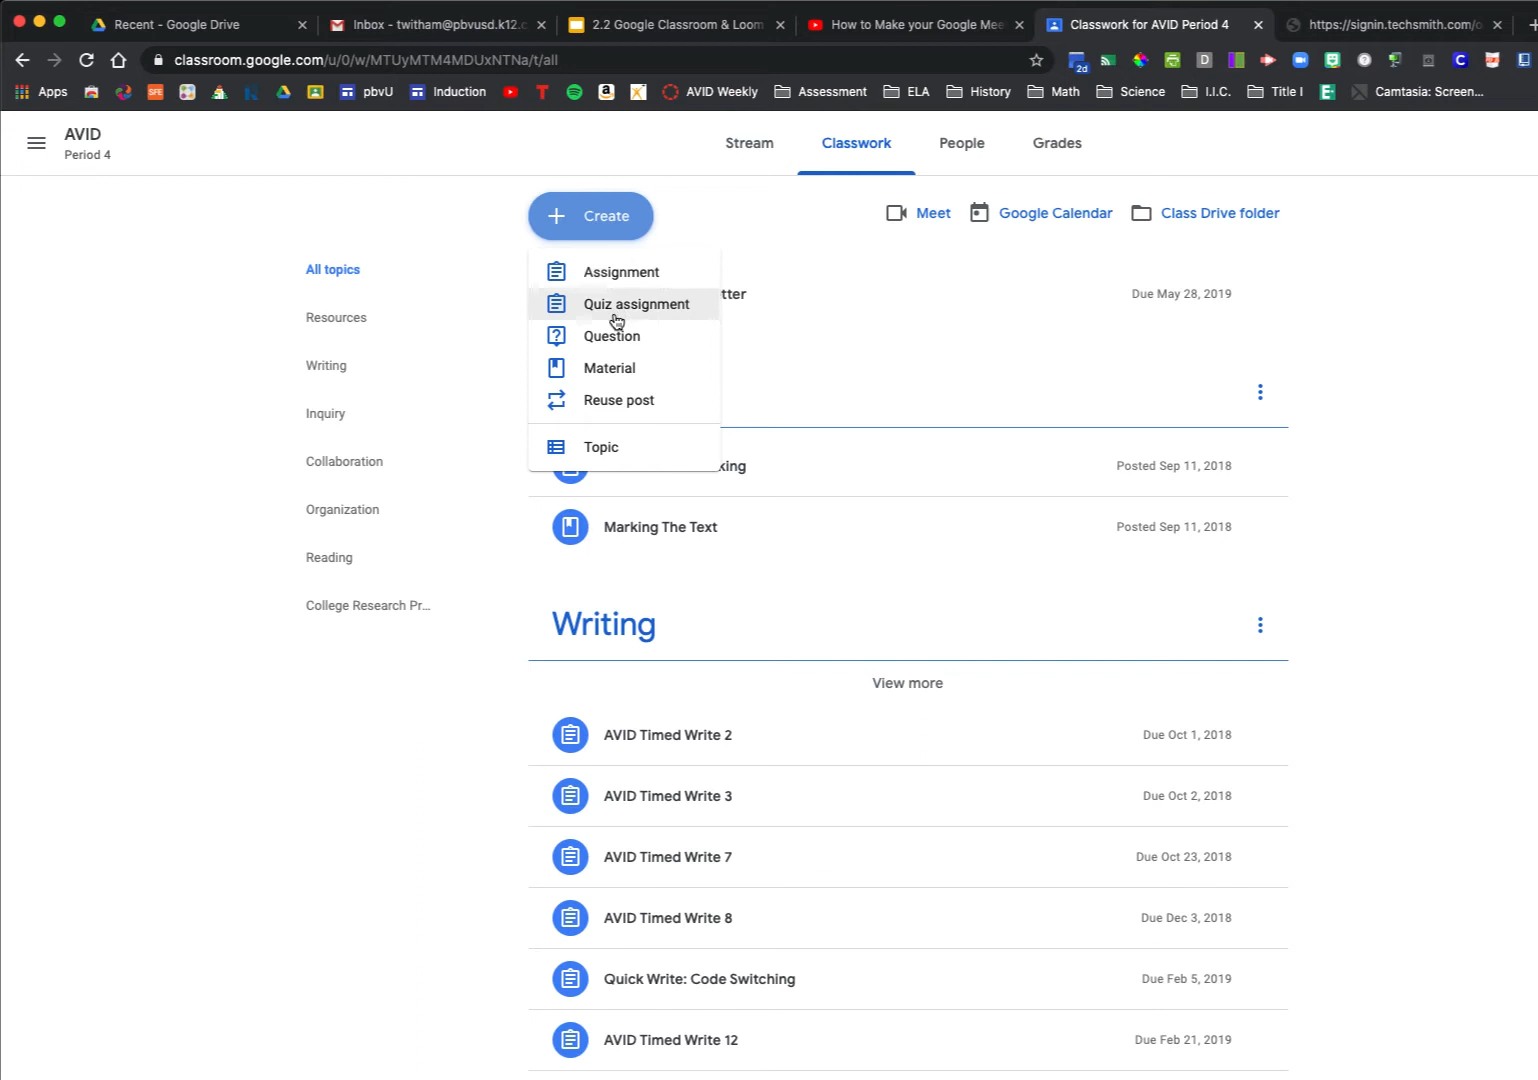 Recent - Google Drive
Inbox - twitham@pbvusd.k12.c
2.2 Google Classroom & Loom
How to Make your Google Mee
Classwork for AVID Period 4
https://signin.techsmith.com/o
classroom.google.com/u/0/w/MTUyMTM4MDUxNTNa/t/all
2d
D
C
Apps
SFE
pbvU
Induction
T
a
AVID Weekly
Assessment
ELA
History
Math
Science
I.I.C.
Title I
E
Camtasia: Screen...
AVID
Period 4
Stream
Classwork
People
Grades
Create
Meet
Google Calendar
Class Drive folder
All topics
Resources
Writing
Inquiry
Collaboration
Organization
Reading
College Research Pr...
Assignment
Quiz assignment
Question
Material
Reuse post
Topic
tter
Due May 28, 2019
king
Posted Sep 11, 2018
Marking The Text
Posted Sep 11, 2018
Writing
View more
AVID Timed Write 2
Due Oct 1, 2018
AVID Timed Write 3
Due Oct 2, 2018
AVID Timed Write 7
Due Oct 23, 2018
AVID Timed Write 8
Due Dec 3, 2018
Quick Write: Code Switching
Due Feb 5, 2019
AVID Timed Write 12
Due Feb 21, 2019